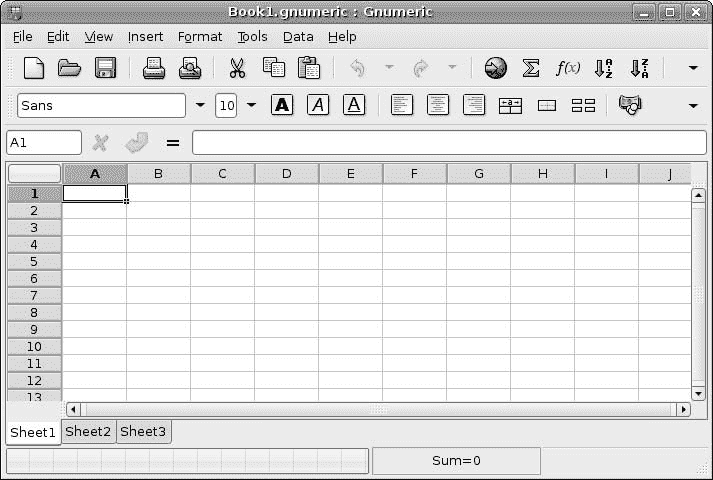 Book1.gnumeric : Gnumeric
File Edit View Insert Format Tools Data Help
f(x) A Z Z A
Sans 10 A A A a
A1 =
A B C D E F G H I J
1
2
3
4
5
6
7
8
9
10
11
12
13
Sheet1 Sheet2 Sheet3
Sum=0